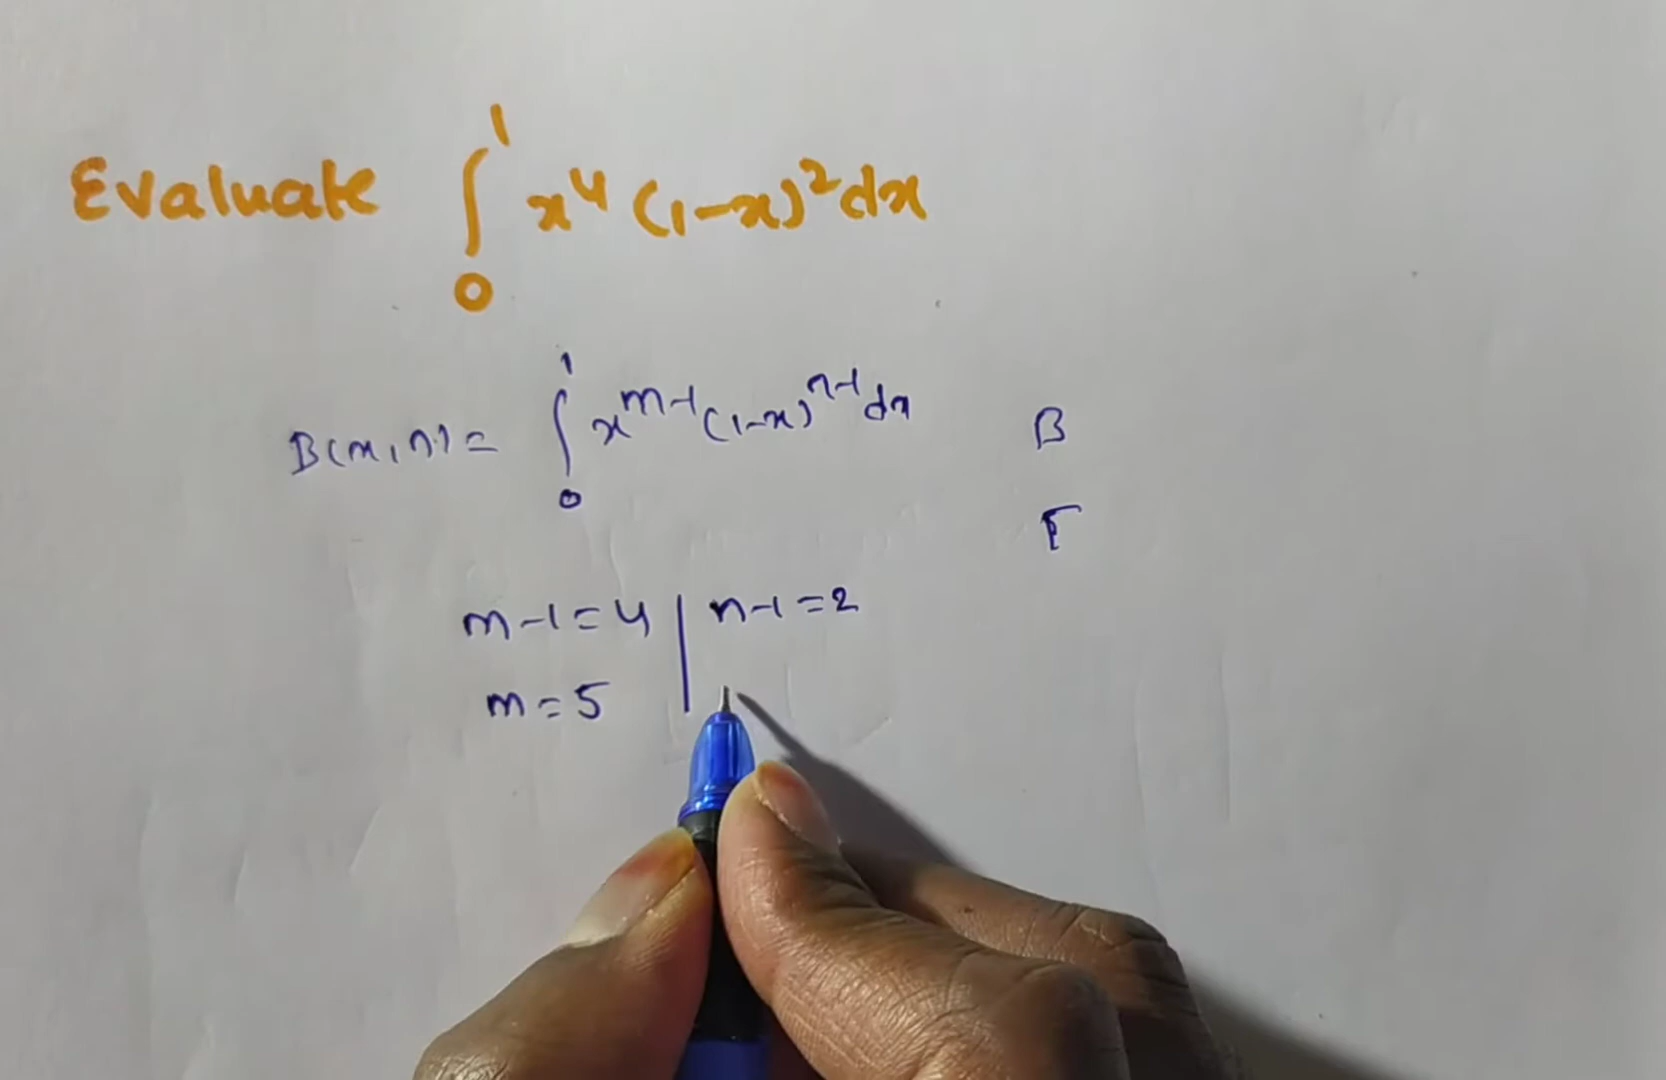 Evaluate ∫₀¹ x⁴ (1-x)² dx
B(m,n) = ∫₀¹ x^{m-1} (1-x)^{n-1} dx
B
Γ
m-1=4 | n-1=2
m=5